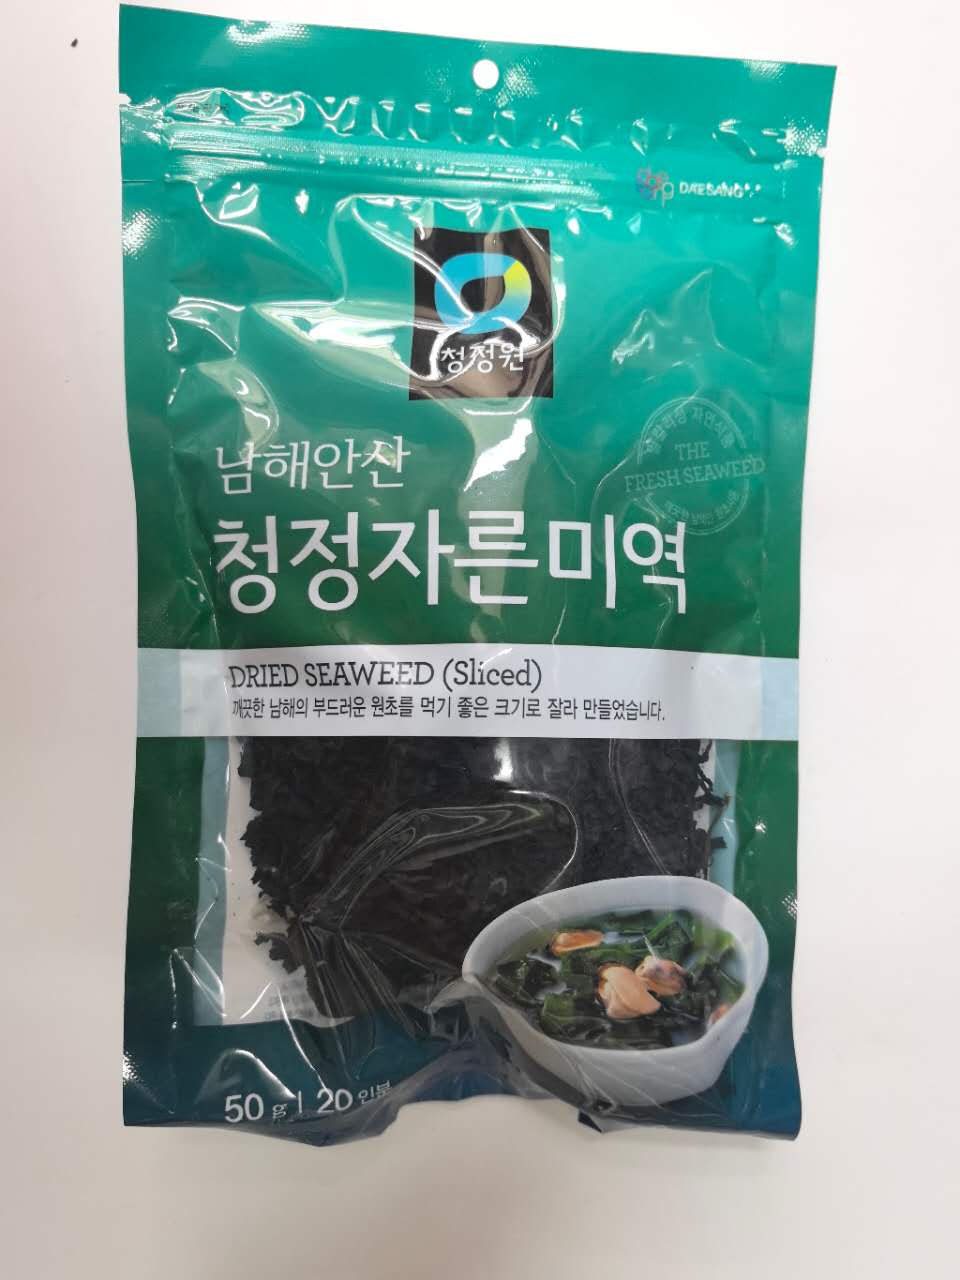 DAESANG
청정원
남해안산
청정자른미역
THE
FRESH SEAWEED
DRIED SEAWEED (Sliced)
깨끗한 남해의 부드러운 원초를 먹기 좋은 크기로 잘라 만들었습니다.
50g | 20인분